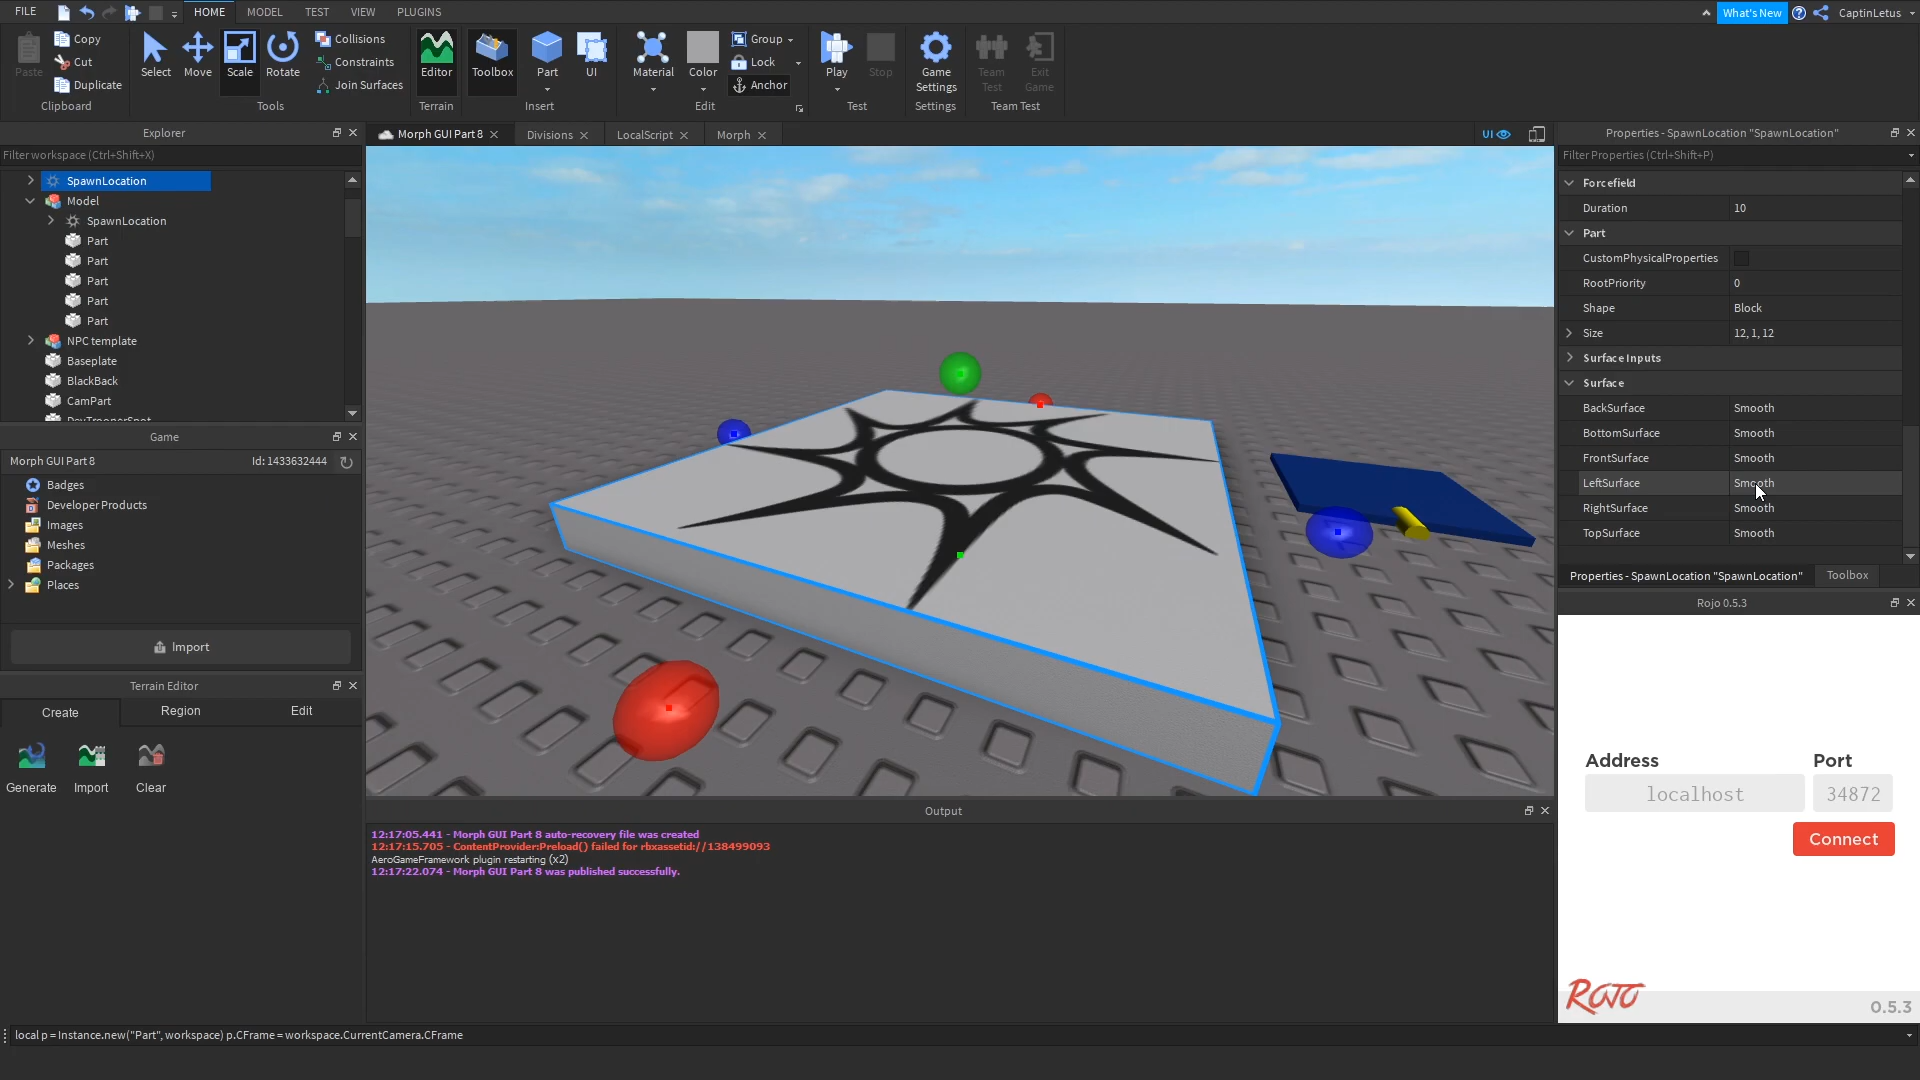 FILE
HOME
MODEL
TEST
VIEW
PLUGINS
What's New
CaptinLetus
Paste
Copy
Cut
Duplicate
Clipboard
Select
Move
Scale
Rotate
Collisions
Constraints
Join Surfaces
Tools
Editor
Terrain
Toolbox
Part
UI
Insert
Material
Color
Group
Lock
Anchor
Edit
Play
Stop
Test
Game
Settings
Settings
Team
Test
Exit
Game
Team Test
Explorer
Filter workspace (Ctrl+Shift+X)
SpawnLocation
Model
SpawnLocation
Part
Part
Part
Part
Part
NPC template
Baseplate
BlackBack
CamPart
DevTrooperSpot
Game
Morph GUI Part 8
Id: 1433632444
Badges
Developer Products
Images
Meshes
Packages
Places
Import
Terrain Editor
Create
Region
Edit
Generate
Import
Clear
Morph GUI Part 8
Divisions
LocalScript
Morph
UI
Output
12:17:05.441 - Morph GUI Part 8 auto-recovery file was created
12:17:15.705 - ContentProvider:Preload() failed for rbxassetid://138499093
AeroGameFramework plugin restarting (x2)
12:17:22.074 - Morph GUI Part 8 was published successfully.
Properties - SpawnLocation "SpawnLocation"
Filter Properties (Ctrl+Shift+P)
Forcefield
Duration 10
Part
CustomPhysicalProperties
RootPriority 0
Shape Block
Size 12, 1, 12
Surface Inputs
Surface
BackSurface Smooth
BottomSurface Smooth
FrontSurface Smooth
LeftSurface Smooth
RightSurface Smooth
TopSurface Smooth
Properties - SpawnLocation "SpawnLocation"
Toolbox
Rojo 0.5.3
Address
Port
localhost
34872
Connect
ROJO
0.5.3
local p = Instance.new("Part", workspace) p.CFrame = workspace.CurrentCamera.CFrame